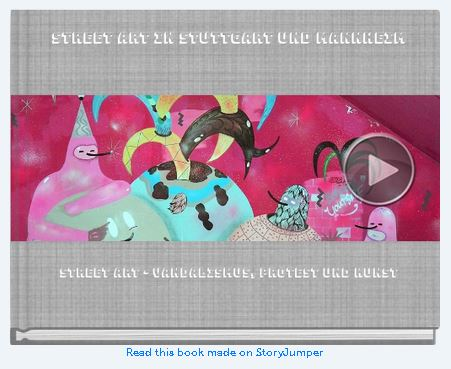 STREET ART IN STUTTGART UND MANNHEIM
STREET ART - VANDALISMUS, PROTEST UND KUNST
Read this book made on StoryJumper